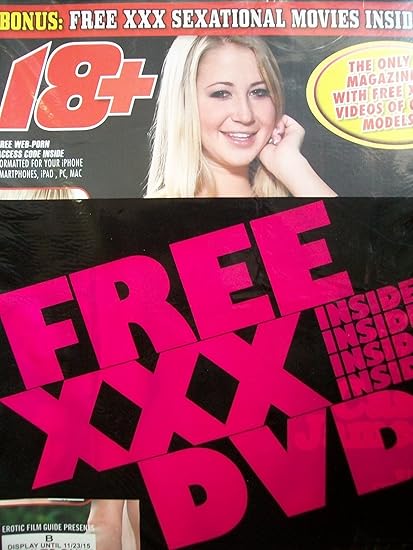 BONUS: FREE XXX SEXATIONAL MOVIES INSID
18+
THE ONLY
MAGAZIN
WITH FREE X
VIDEOS OF
MODELS
FREE WEB-PORN
ACCESS CODE INSIDE
FORMATTED FOR YOUR iPHONE
SMARTPHONES, iPAD, PC, MAC
FREE
XXX
INSIDE
INSIDE
INSIDE
INSIDE
DVD
EROTIC FILM GUIDE PRESENTS
B
DISPLAY UNTIL 11/23/15